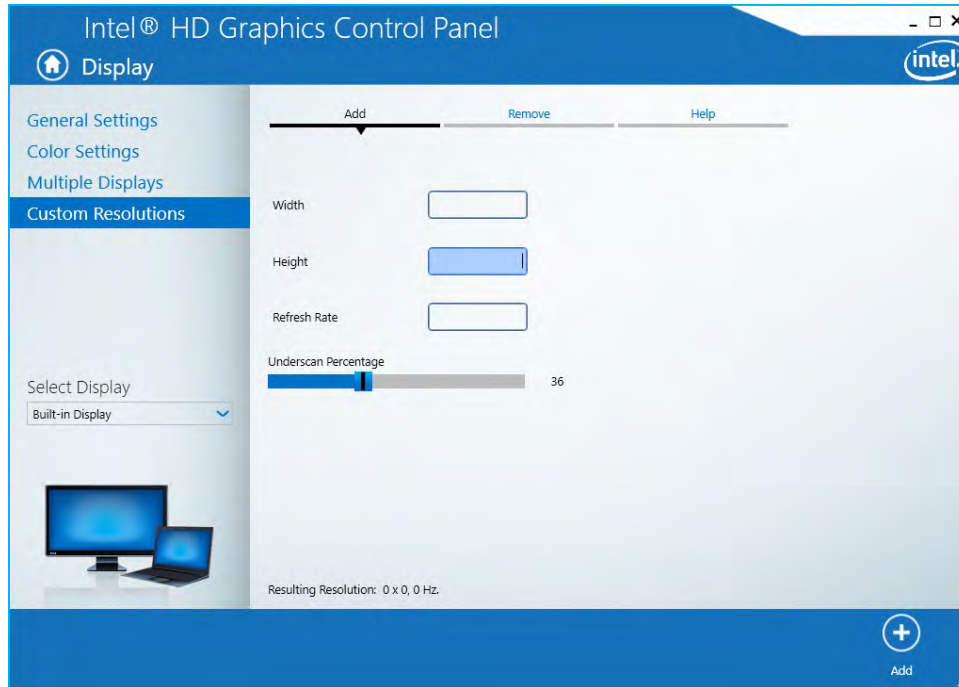 Intel® HD Graphics Control Panel
Display
intel
General Settings
Color Settings
Multiple Displays
Custom Resolutions
Select Display
Built-in Display
Add Remove Help
Width
Height
Refresh Rate
Underscan Percentage
36
Resulting Resolution: 0 x 0, 0 Hz.
Add